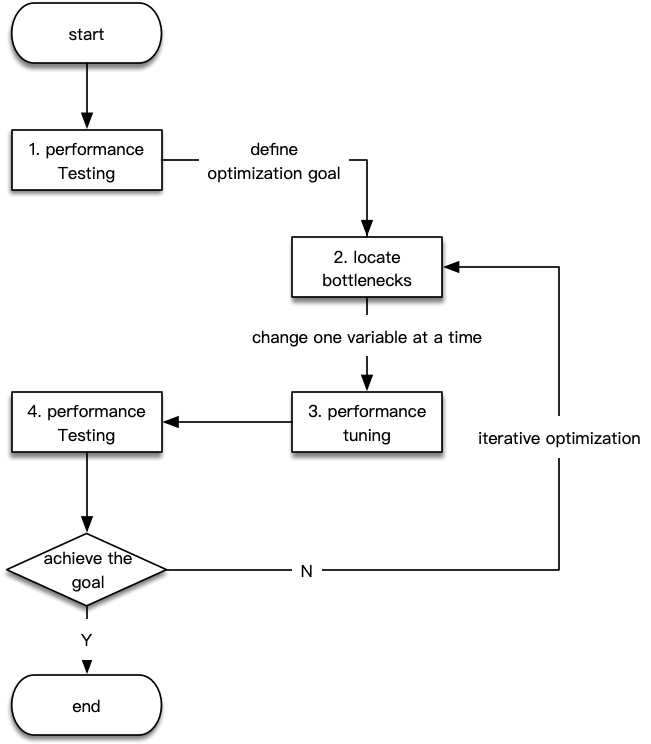 start
1. performance
Testing
define
optimization goal
2. locate
bottlenecks
change one variable at a time
3. performance
tuning
4. performance
Testing
iterative optimization
achieve the
goal
N
Y
end